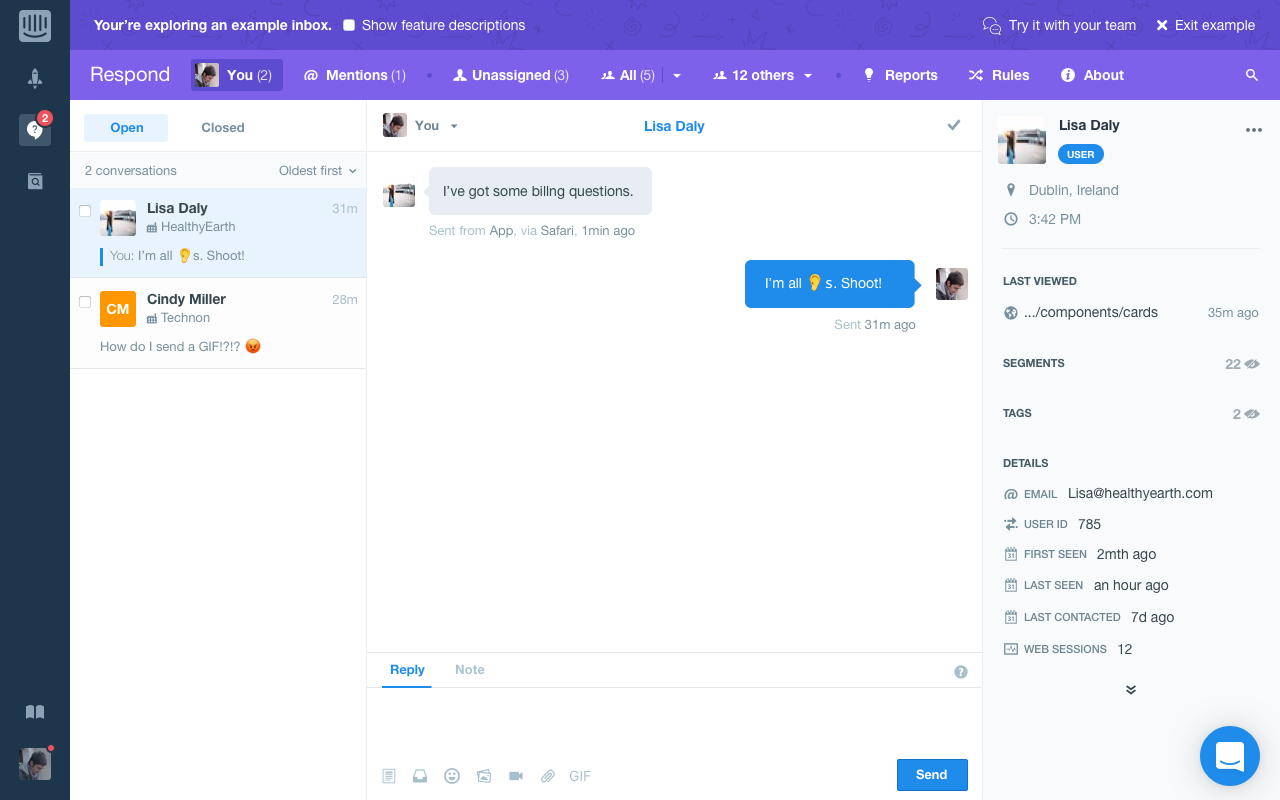 You're exploring an example inbox. Show feature descriptions Try it with your team Exit example
Respond You (2) Mentions (1) Unassigned (3) All (5) 12 others Reports Rules About
2
Open Closed
2 conversations Oldest first
Lisa Daly 31m
HealthyEarth
You: I'm all 👂s. Shoot!
CM Cindy Miller 28m
Technon
How do I send a GIF!?!? 😡
You Lisa Daly
I've got some billng questions.
Sent from App, via Safari, 1min ago
I'm all 👂s. Shoot!
Sent 31m ago
Reply Note
GIF Send
Lisa Daly
USER
Dublin, Ireland
3:42 PM
LAST VIEWED
.../components/cards 35m ago
SEGMENTS 22
TAGS 2
DETAILS
@ EMAIL Lisa@healthyearth.com
USER ID 785
31 FIRST SEEN 2mth ago
31 LAST SEEN an hour ago
31 LAST CONTACTED 7d ago
WEB SESSIONS 12